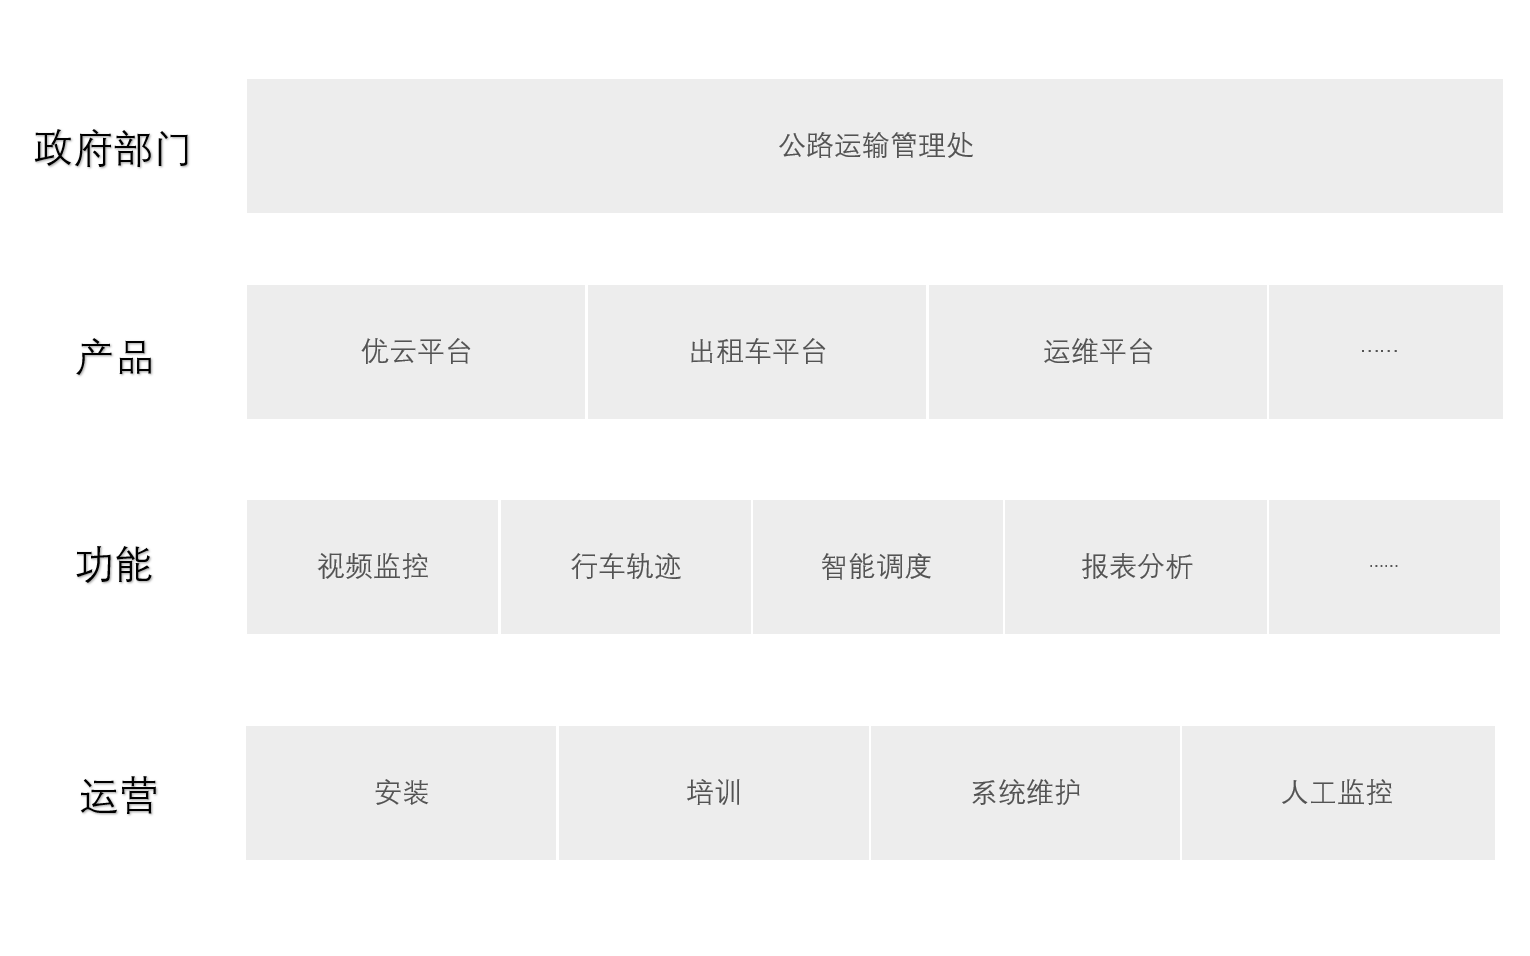 政府部门
公路运输管理处
产品
优云平台
出租车平台
运维平台
……
功能
视频监控
行车轨迹
智能调度
报表分析
……
运营
安装
培训
系统维护
人工监控